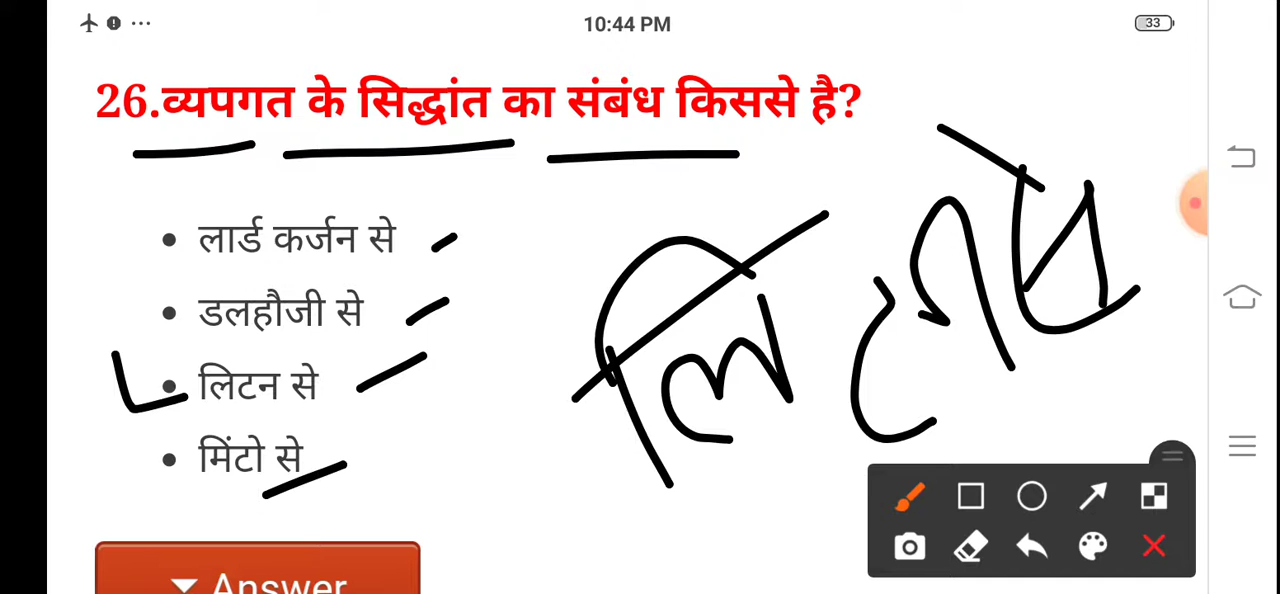 10:44 PM
33
26.व्यपगत के सिद्धांत का संबंध किससे है?
लार्ड कर्जन से
डलहौजी से
लिटन से
मिंटो से
लि
Answer